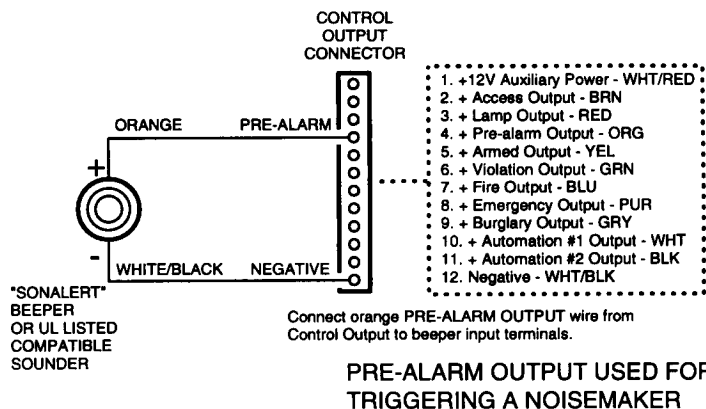 CONTROL
OUTPUT
CONNECTOR
ORANGE
PRE-ALARM
+
-
WHITE/BLACK
NEGATIVE
"SONALERT"
BEEPER
OR UL LISTED
COMPATIBLE
SOUNDER
1. +12V Auxiliary Power - WHT/RED
2. + Access Output - BRN
3. + Lamp Output - RED
4. + Pre-alarm Output - ORG
5. + Armed Output - YEL
6. + Violation Output - GRN
7. + Fire Output - BLU
8. + Emergency Output - PUR
9. + Burglary Output - GRY
10. + Automation #1 Output - WHT
11. + Automation #2 Output - BLK
12. Negative - WHT/BLK
Connect orange PRE-ALARM OUTPUT wire from
Control Output to beeper input terminals.
PRE-ALARM OUTPUT USED FOR
TRIGGERING A NOISEMAKER